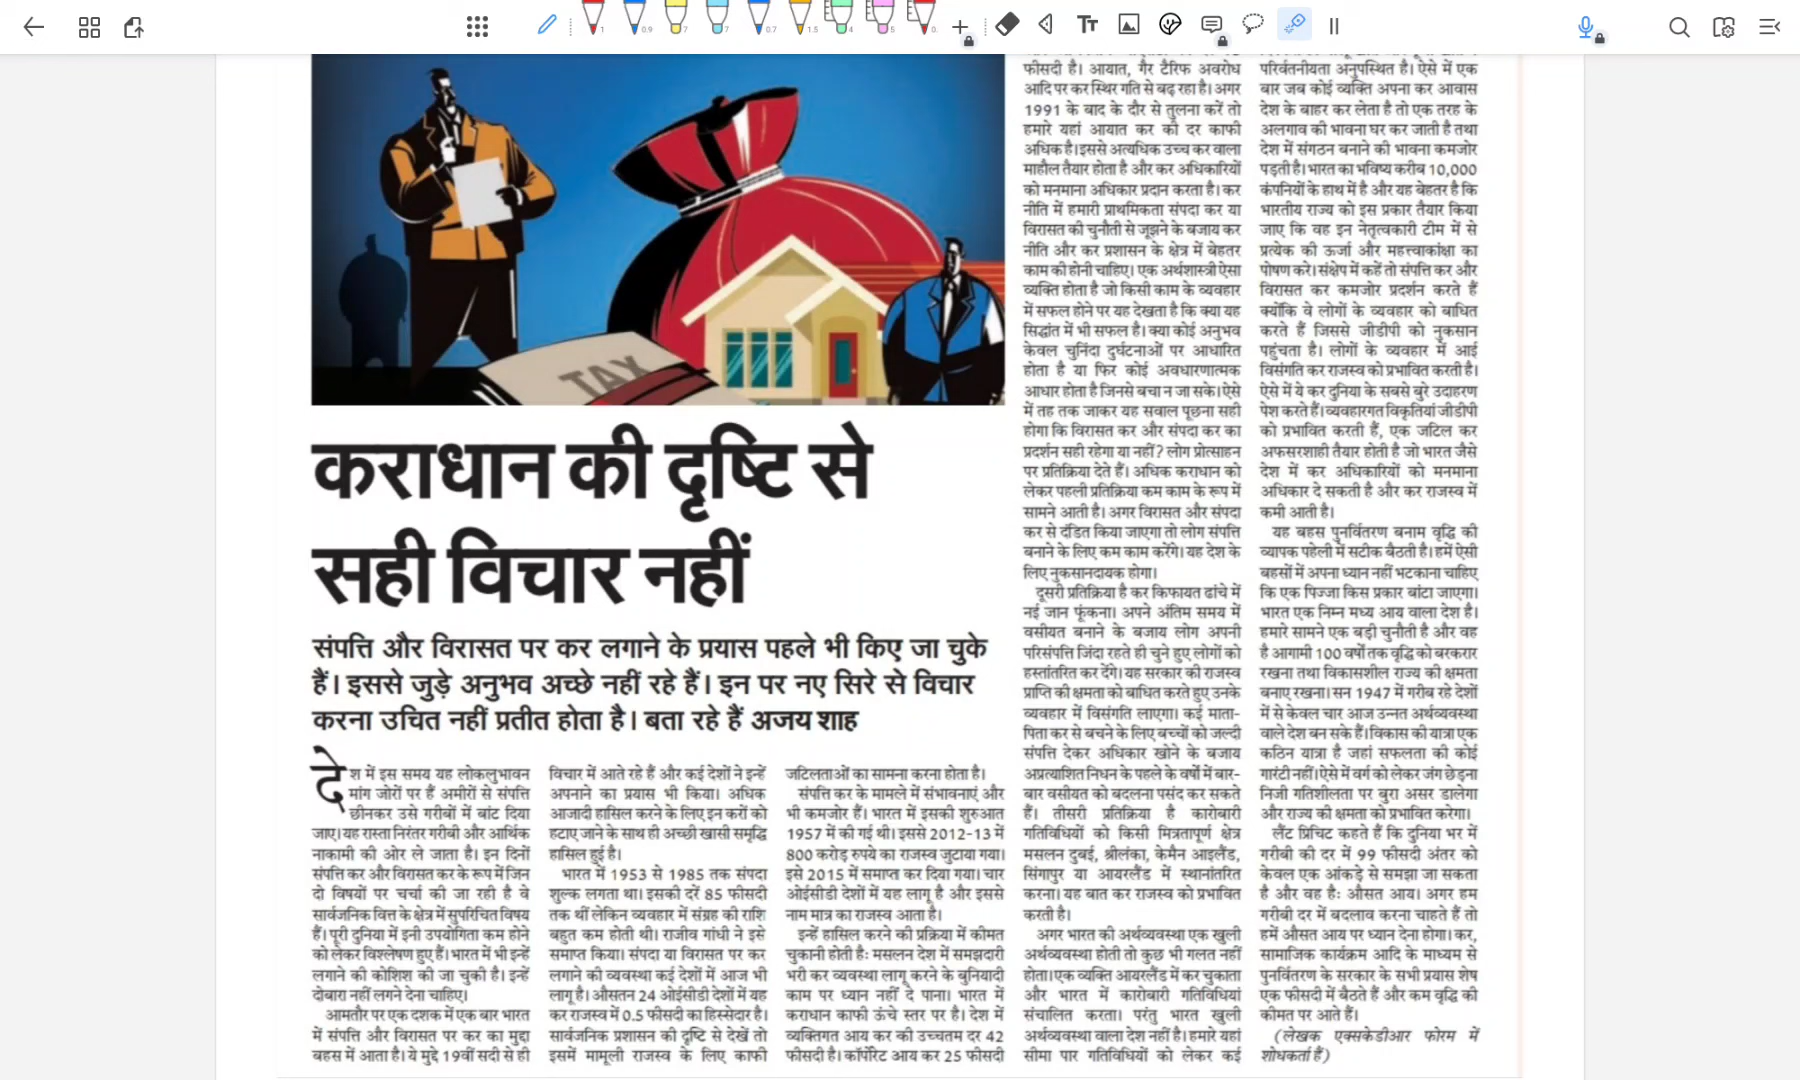 TAX
कराधान की दृष्टि से
सही विचार नहीं
संपत्ति और विरासत पर कर लगाने के प्रयास पहले भी किए जा चुके
हैं। इससे जुड़े अनुभव अच्छे नहीं रहे हैं। इन पर नए सिरे से विचार
करना उचित नहीं प्रतीत होता है। बता रहे हैं अजय शाह
देश में इस समय यह लोकलुभावन
मांग जोरों पर हैं अमीरों से संपत्ति
छीनकर उसे गरीबों में बांट दिया
जाए। यह रास्ता निरंतर गरीबी और आर्थिक
नाकामी की ओर ले जाता है। इन दिनों
संपत्ति कर और विरासत कर के रूप में जिन
दो विषयों पर चर्चा की जा रही है वे
सार्वजनिक वित्त के क्षेत्र में सुपरिचित विषय
हैं। पूरी दुनिया में इनी उपयोगिता कम होने
को लेकर विश्लेषण हुए हैं। भारत में भी इन्हें
लगाने की कोशिश की जा चुकी है। इन्हें
दोबारा नहीं लगने देना चाहिए।
आमतौर पर एक दशक में एक बार भारत
में संपत्ति और विरासत पर कर का मुद्दा
बहस में आता है। ये मुद्दे 19वीं सदी से ही
विचार में आते रहे हैं और कई देशों ने इन्हें
अपनाने का प्रयास भी किया। अधिक
आजादी हासिल करने के लिए इन करों को
हटाए जाने के साथ ही अच्छी खासी समृद्धि
हासिल हुई है।
भारत में 1953 से 1985 तक संपदा
शुल्क लगता था। इसकी दरें 85 फीसदी
तक थीं लेकिन व्यवहार में संग्रह की राशि
बहुत कम होती थी। राजीव गांधी ने इसे
समाप्त किया। संपदा या विरासत पर कर
लगाने की व्यवस्था कई देशों में आज भी
लागू है। औसतन 24 ओईसीडी देशों में यह
कर राजस्व में 0.5 फीसदी का हिस्सेदार है।
सार्वजनिक प्रशासन की दृष्टि से देखें तो
इसमें मामूली राजस्व के लिए काफी
जटिलताओं का सामना करना होता है।
संपत्ति कर के मामले में संभावनाएं और
भी कमजोर हैं। भारत में इसकी शुरुआत
1957 में की गई थी। इससे 2012-13 में
800 करोड़ रुपये का राजस्व जुटाया गया।
इसे 2015 में समाप्त कर दिया गया। चार
ओईसीडी देशों में यह लागू है और इससे
नाम मात्र का राजस्व आता है।
इन्हें हासिल करने की प्रक्रिया में कीमत
चुकानी होती है: मसलन देश में समझदारी
भरी कर व्यवस्था लागू करने के बुनियादी
काम पर ध्यान नहीं दे पाना। भारत में
कराधान काफी ऊंचे स्तर पर है। देश में
व्यक्तिगत आय कर की उच्चतम दर 42
फीसदी है। कॉर्पोरेट आय कर 25 फीसदी
फीसदी है। आयात, गैर टैरिफ अवरोध
आदि पर कर स्थिर गति से बढ़ रहा है। अगर
1991 के बाद के दौर से तुलना करें तो
हमारे यहां आयात कर की दर काफी
अधिक है। इससे अत्यधिक उच्च कर वाला
माहौल तैयार होता है और कर अधिकारियों
को मनमाना अधिकार प्रदान करता है। कर
नीति में हमारी प्राथमिकता संपदा कर या
विरासत की चुनौती से जूझने के बजाय कर
नीति और कर प्रशासन के क्षेत्र में बेहतर
काम की होनी चाहिए। एक अर्थशास्त्री ऐसा
व्यक्ति होता है जो किसी काम के व्यवहार
में सफल होने पर यह देखता है कि क्या यह
सिद्धांत में भी सफल है। क्या कोई अनुभव
केवल चुनिंदा दुर्घटनाओं पर आधारित
होता है या फिर कोई अवधारणात्मक
आधार होता है जिनसे बचा न जा सके। ऐसे
में तह तक जाकर यह सवाल पूछना सही
होगा कि विरासत कर और संपदा कर का
प्रदर्शन सही रहेगा या नहीं? लोग प्रोत्साहन
पर प्रतिक्रिया देते हैं। अधिक कराधान को
लेकर पहली प्रतिक्रिया कम काम के रूप में
सामने आती है। अगर विरासत और संपदा
कर से दंडित किया जाएगा तो लोग संपत्ति
बनाने के लिए कम काम करेंगे। यह देश के
लिए नुकसानदायक होगा।
दूसरी प्रतिक्रिया है कर किफायत ढांचे में
नई जान फूंकना। अपने अंतिम समय में
वसीयत बनाने के बजाय लोग अपनी
परिसंपत्ति जिंदा रहते ही चुने हुए लोगों को
हस्तांतरित कर देंगे। यह सरकार की राजस्व
प्राप्ति की क्षमता को बाधित करते हुए उनके
व्यवहार में विसंगति लाएगा। कई माता-
पिता कर से बचने के लिए बच्चों को जल्दी
संपत्ति देकर अधिकार खोने के बजाय
अप्रत्याशित निधन के पहले के वर्षों में बार-
बार वसीयत को बदलना पसंद कर सकते
हैं। तीसरी प्रतिक्रिया है कारोबारी
गतिविधियों को किसी मित्रतापूर्ण क्षेत्र
मसलन दुबई, श्रीलंका, केमैन आइलैंड,
सिंगापुर या आयरलैंड में स्थानांतरित
करना। यह बात कर राजस्व को प्रभावित
करती है।
अगर भारत की अर्थव्यवस्था एक खुली
अर्थव्यवस्था होती तो कुछ भी गलत नहीं
होता। एक व्यक्ति आयरलैंड में कर चुकाता
और भारत में कारोबारी गतिविधियां
संचालित करता। परंतु भारत खुली
अर्थव्यवस्था वाला देश नहीं है। हमारे यहां
सीमा पार गतिविधियों को लेकर कई
परिवर्तनीयता अनुपस्थित है। ऐसे में एक
बार जब कोई व्यक्ति अपना कर आवास
देश के बाहर कर लेता है तो एक तरह के
अलगाव की भावना घर कर जाती है तथा
देश में संगठन बनाने की भावना कमजोर
पड़ती है। भारत का भविष्य करीब 10,000
कंपनियों के हाथ में है और यह बेहतर है कि
भारतीय राज्य को इस प्रकार तैयार किया
जाए कि वह इन नेतृत्वकारी टीम में से
प्रत्येक की ऊर्जा और महत्त्वाकांक्षा का
पोषण करे। संक्षेप में कहें तो संपत्ति कर और
विरासत कर कमजोर प्रदर्शन करते हैं
क्योंकि वे लोगों के व्यवहार को बाधित
करते हैं जिससे जीडीपी को नुकसान
पहुंचता है। लोगों के व्यवहार में आई
विसंगति कर राजस्व को प्रभावित करती है।
ऐसे में ये कर दुनिया के सबसे बुरे उदाहरण
पेश करते हैं। व्यवहारगत विकृतियां जीडीपी
को प्रभावित करती हैं, एक जटिल कर
अफसरशाही तैयार होती है जो भारत जैसे
देश में कर अधिकारियों को मनमाना
अधिकार दे सकती है और कर राजस्व में
कमी आती है।
यह बहस पुनर्वितरण बनाम वृद्धि की
व्यापक पहेली में सटीक बैठती है। हमें ऐसी
बहसों में अपना ध्यान नहीं भटकाना चाहिए
कि एक पिज्जा किस प्रकार बांटा जाएगा।
भारत एक निम्न मध्य आय वाला देश है।
हमारे सामने एक बड़ी चुनौती है और वह
है आगामी 100 वर्षों तक वृद्धि को बरकरार
रखना तथा विकासशील राज्य की क्षमता
बनाए रखना। सन 1947 में गरीब रहे देशों
में से केवल चार आज उन्नत अर्थव्यवस्था
वाले देश बन सके हैं। विकास की यात्रा एक
कठिन यात्रा है जहां सफलता की कोई
गारंटी नहीं। ऐसे में वर्ग को लेकर जंग छेड़ना
निजी गतिशीलता पर बुरा असर डालेगा
और राज्य की क्षमता को प्रभावित करेगा।
लैंट प्रिचिट कहते हैं कि दुनिया भर में
गरीबी की दर में 99 फीसदी अंतर को
केवल एक आंकड़े से समझा जा सकता
है और वह है: औसत आय। अगर हम
गरीबी दर में बदलाव करना चाहते हैं तो
हमें औसत आय पर ध्यान देना होगा। कर,
सामाजिक कार्यक्रम आदि के माध्यम से
पुनर्वितरण के सरकार के सभी प्रयास शेष
एक फीसदी में बैठते हैं और कम वृद्धि की
कीमत पर आते हैं।
(लेखक एक्सकेडीआर फोरम में
शोधकर्ता हैं)